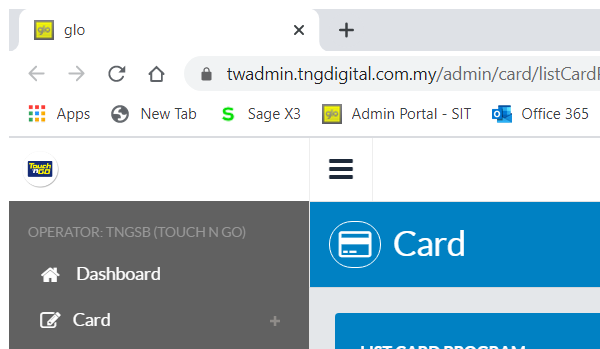 glo
twadmin.tngdigital.com.my/admin/card/listCard
Apps New Tab S Sage X3 glo Admin Portal - SIT Office 365
Touch
n GO
OPERATOR: TNGSB (TOUCH N GO)
Dashboard
Card
Card
LIST CARD PROGRAM